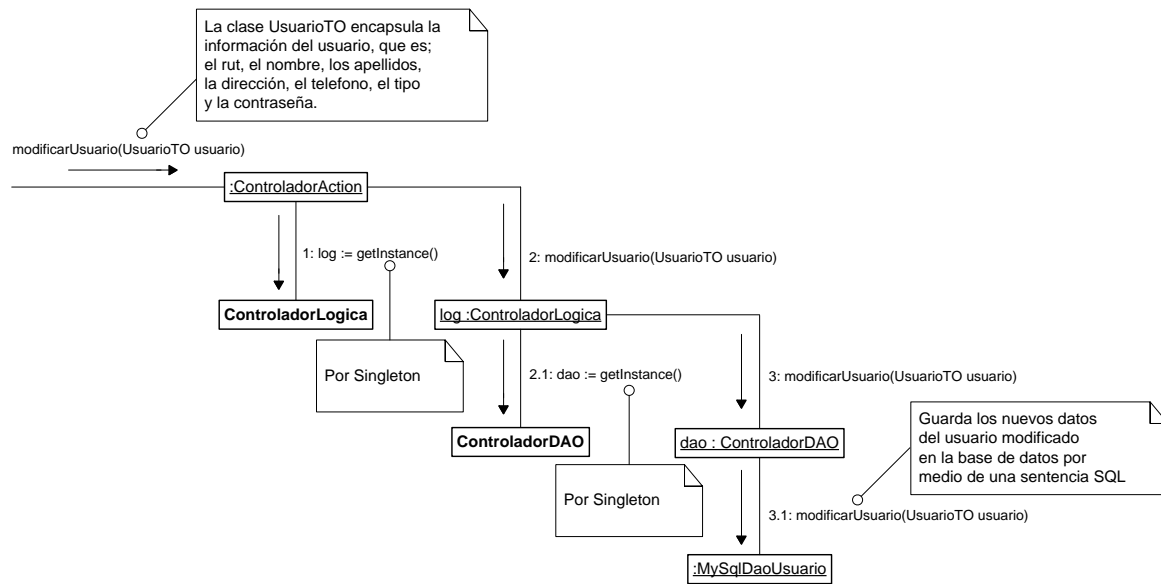 La clase UsuarioTO encapsula la
información del usuario, que es;
el rut, el nombre, los apellidos,
la dirección, el telefono, el tipo
y la contraseña.
modificarUsuario(UsuarioTO usuario)
:ControladorAction
1: log := getInstance()
2: modificarUsuario(UsuarioTO usuario)
ControladorLogica
log :ControladorLogica
Por Singleton
2.1: dao := getInstance()
3: modificarUsuario(UsuarioTO usuario)
ControladorDAO
dao : ControladorDAO
Guarda los nuevos datos
del usuario modificado
en la base de datos por
medio de una sentencia SQL
Por Singleton
3.1: modificarUsuario(UsuarioTO usuario)
:MySqlDaoUsuario